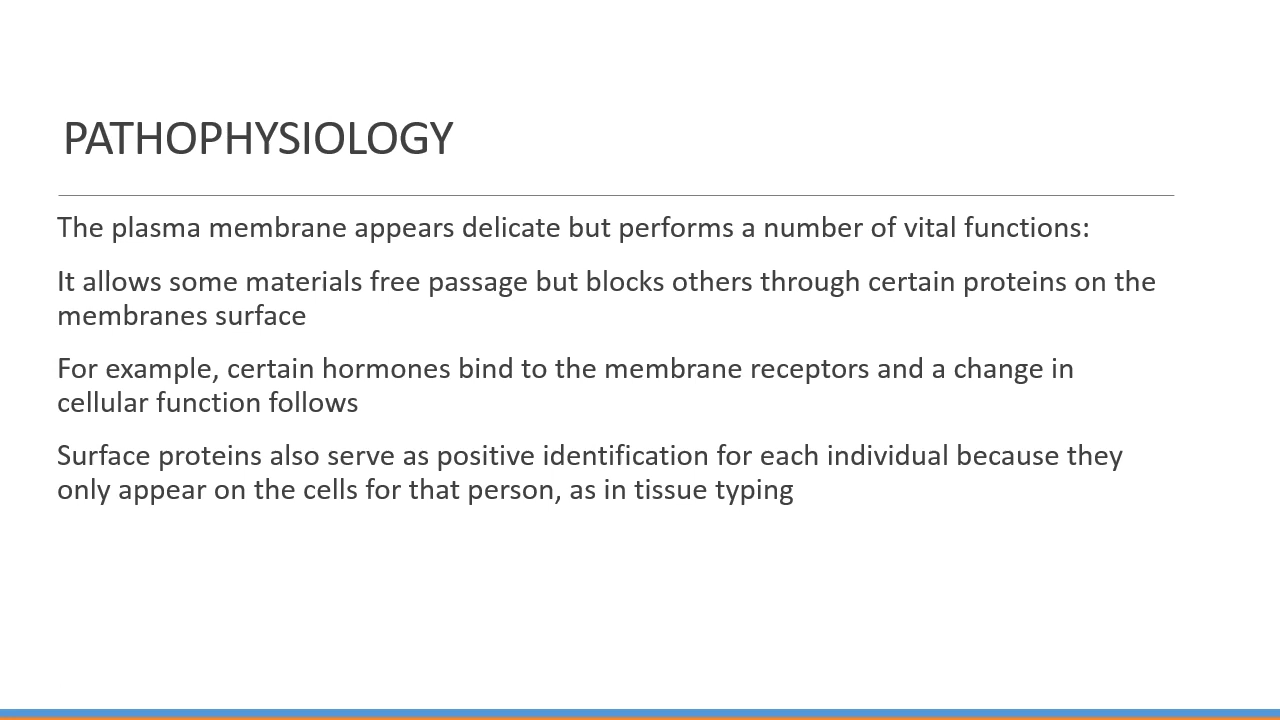 PATHOPHYSIOLOGY
The plasma membrane appears delicate but performs a number of vital functions:
It allows some materials free passage but blocks others through certain proteins on the
membranes surface
For example, certain hormones bind to the membrane receptors and a change in
cellular function follows
Surface proteins also serve as positive identification for each individual because they
only appear on the cells for that person, as in tissue typing